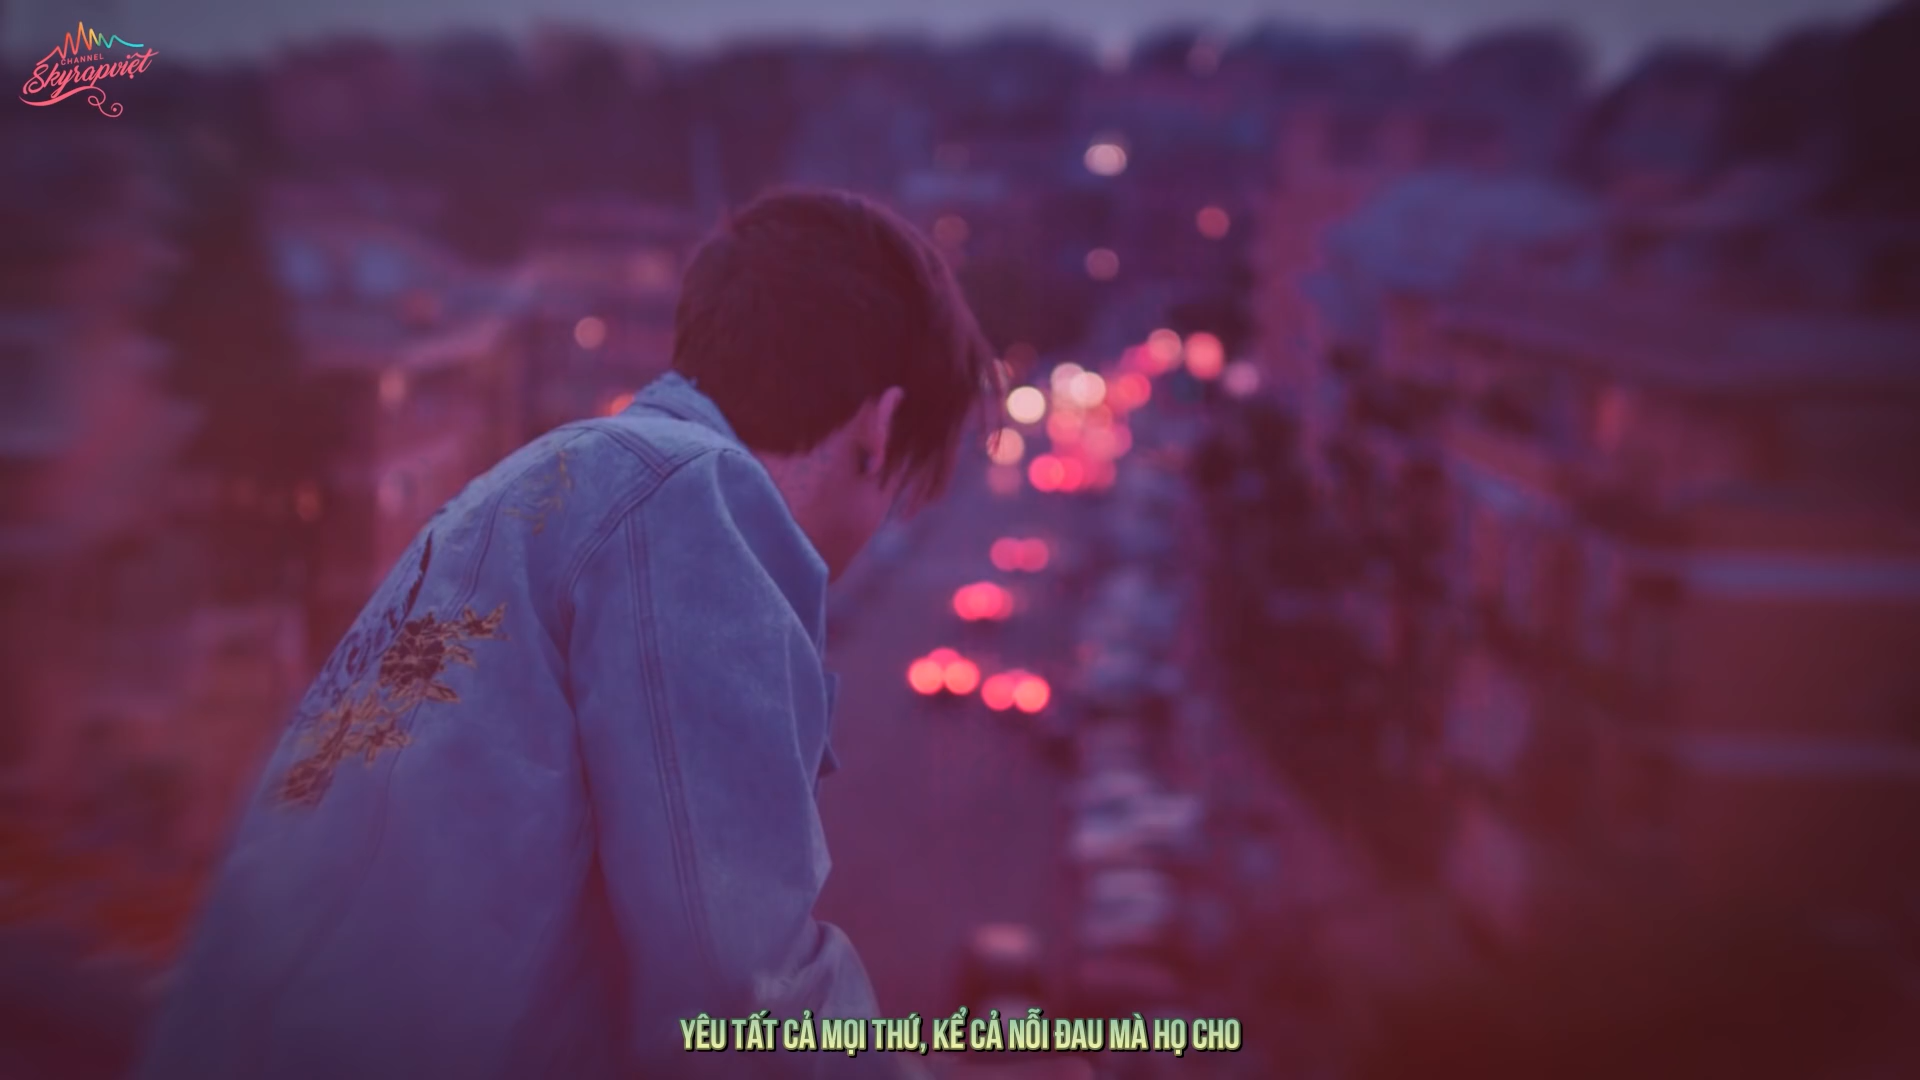 CHANNEL
Skyrapviệt
YÊU TẤT CẢ MỌI THỨ, KỂ CẢ NỖI ĐAU MÀ HỌ CHO